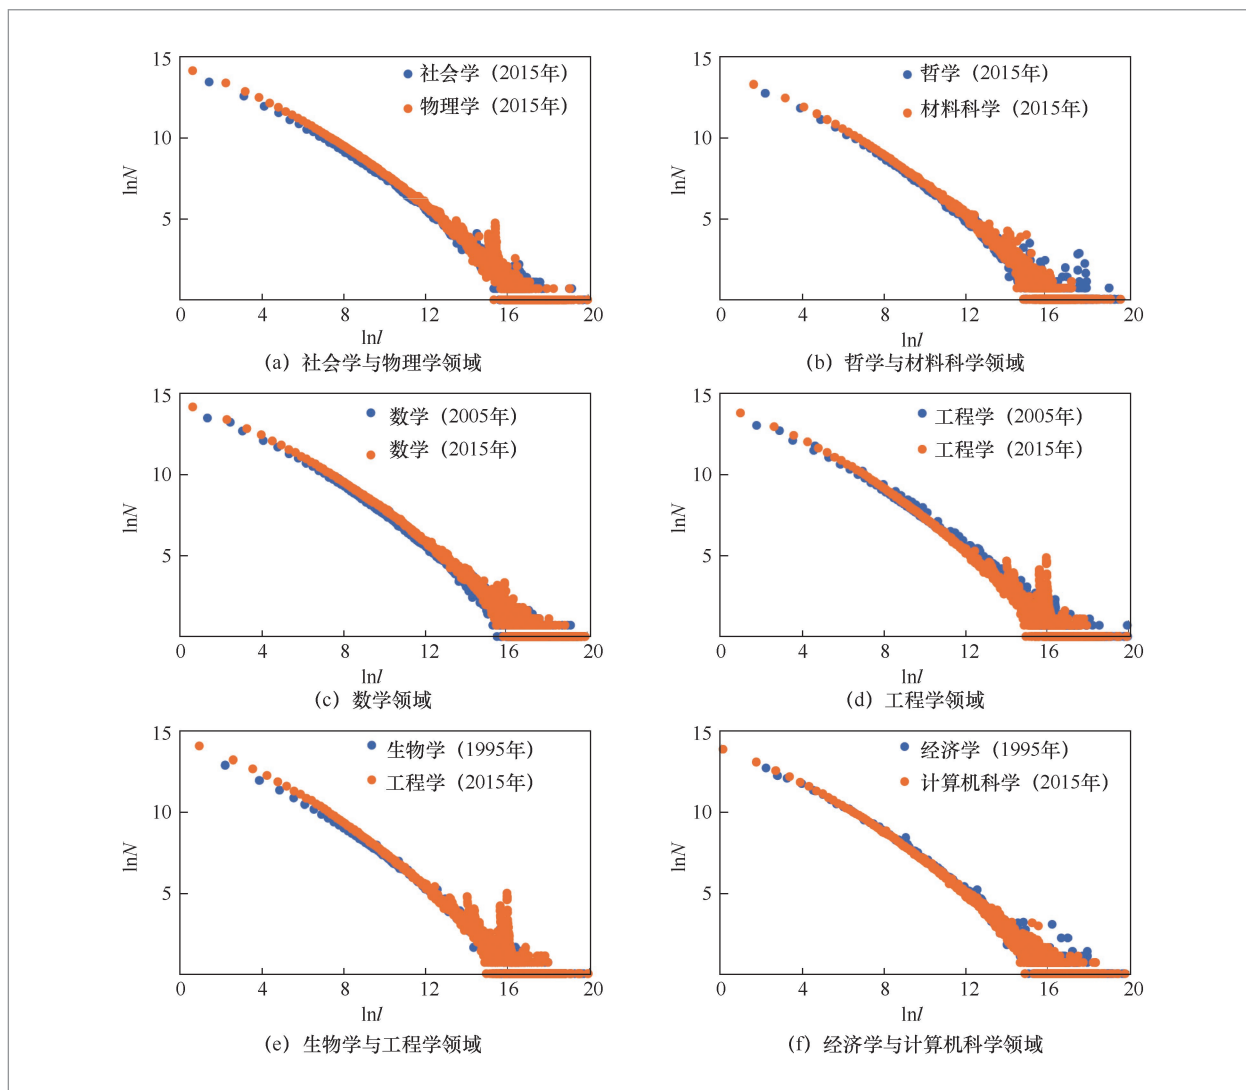 15
10
5
lnN
社会学（2015年）
物理学（2015年）
0 4 8 12 16 20
lnl
(a) 社会学与物理学领域
15
10
5
lnN
哲学（2015年）
材料科学（2015年）
0 4 8 12 16 20
lnl
(b) 哲学与材料科学领域
15
10
5
lnN
数学（2005年）
数学（2015年）
0 4 8 12 16 20
lnl
(c) 数学领域
15
10
5
lnN
工程学（2005年）
工程学（2015年）
0 4 8 12 16 20
lnl
(d) 工程学领域
15
10
5
lnN
生物学（1995年）
工程学（2015年）
0 4 8 12 16 20
lnl
(e) 生物学与工程学领域
15
10
5
lnN
经济学（1995年）
计算机科学（2015年）
0 4 8 12 16 20
lnl
(f) 经济学与计算机科学领域